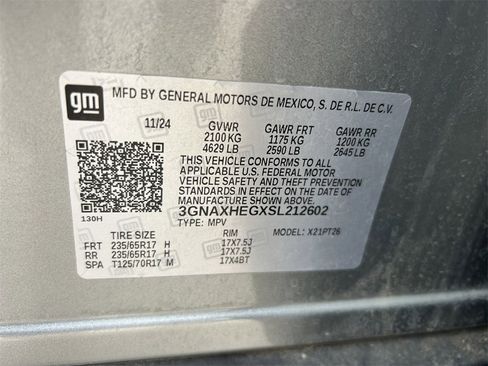 gm
MFD BY GENERAL MOTORS DE MEXICO, S. DE R.L. DE C.V.
11/24 GVWR GAWR FRT GAWR RR
2100 KG 1175 KG 1200 KG
4629 LB 2590 LB 2645 LB
THIS VEHICLE CONFORMS TO ALL
APPLICABLE U.S. FEDERAL MOTOR
VEHICLE SAFETY AND THEFT PREVENTION
STANDARDS IN EFFECT ON THE DATE OF
MANUFACTURE SHOWN ABOVE.
3GNAXHEGXSL212602
130H TYPE: MPV MODEL: X21PT26
TIRE SIZE RIM
FRT 235/65R17 H 17X7.5J
RR 235/65R17 H 17X7.5J
SPA T125/70R17 M 17X4BT